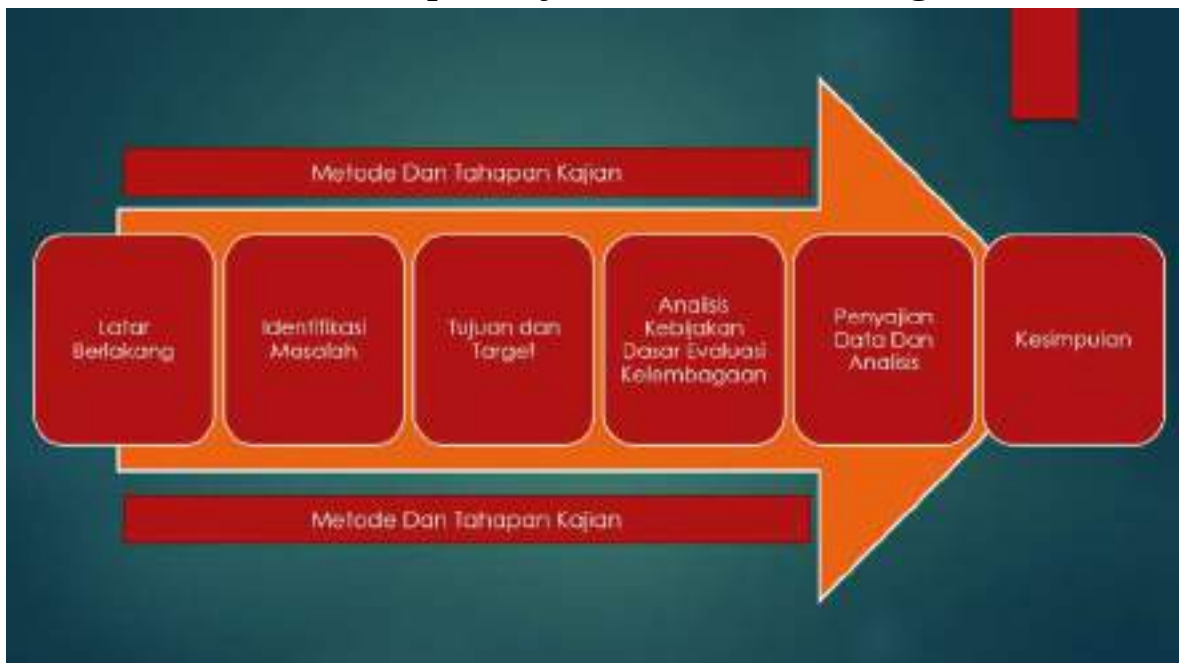 Metode Dan Tahapan Kajian
Latar
Berlakang
Identifikasi
Masalah
Tujuan dan
Target
Analisis
Kebijakan
Dasar Evaluasi
Kelembagaan
Penyajian
Data Dan
Analisis
Kesimpulan
Metode Dan Tahapan Kajian